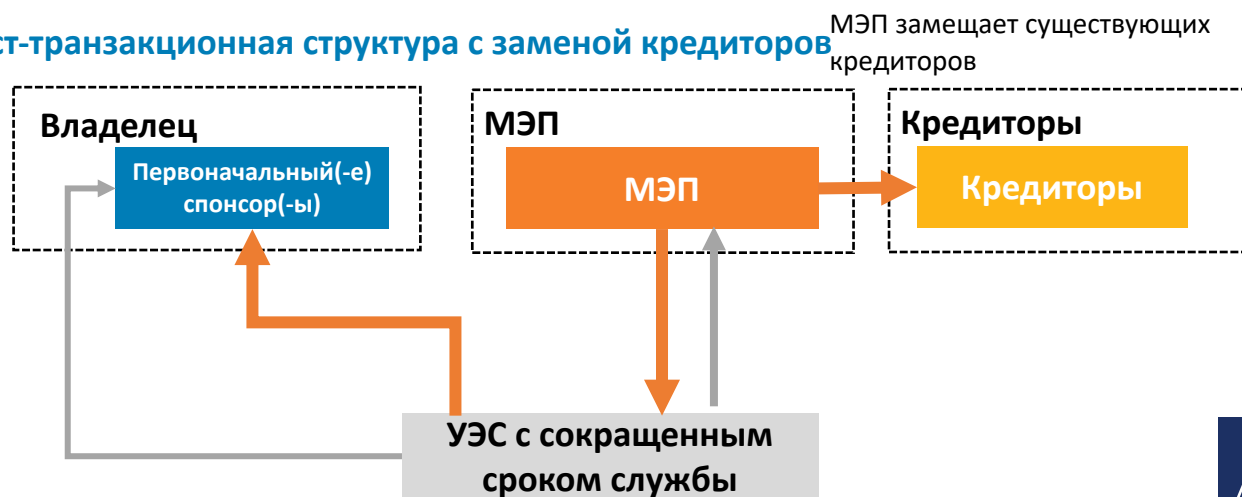 ст-транзакционная структура с заменой кредиторов
МЭП замещает существующих
кредиторов
Владелец
Первоначальный(-е)
спонсор(-ы)
МЭП
МЭП
Кредиторы
Кредиторы
УЭС с сокращенным
сроком службы